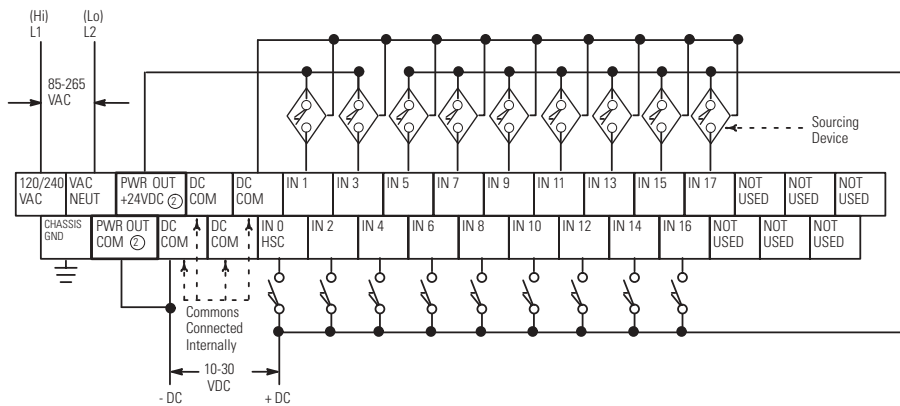 (Hi)
L1
(Lo)
L2
85-265
VAC
Sourcing
Device
120/240
VAC
VAC
NEUT
PWR OUT
+24VDC ②
DC
COM
DC
COM
IN 1
IN 3
IN 5
IN 7
IN 9
IN 11
IN 13
IN 15
IN 17
NOT
USED
NOT
USED
NOT
USED
CHASSIS
GND
PWR OUT
COM ②
DC
COM
DC
COM
IN 0
HSC
IN 2
IN 4
IN 6
IN 8
IN 10
IN 12
IN 14
IN 16
NOT
USED
NOT
USED
NOT
USED
Commons
Connected
Internally
10-30
VDC
- DC
+ DC